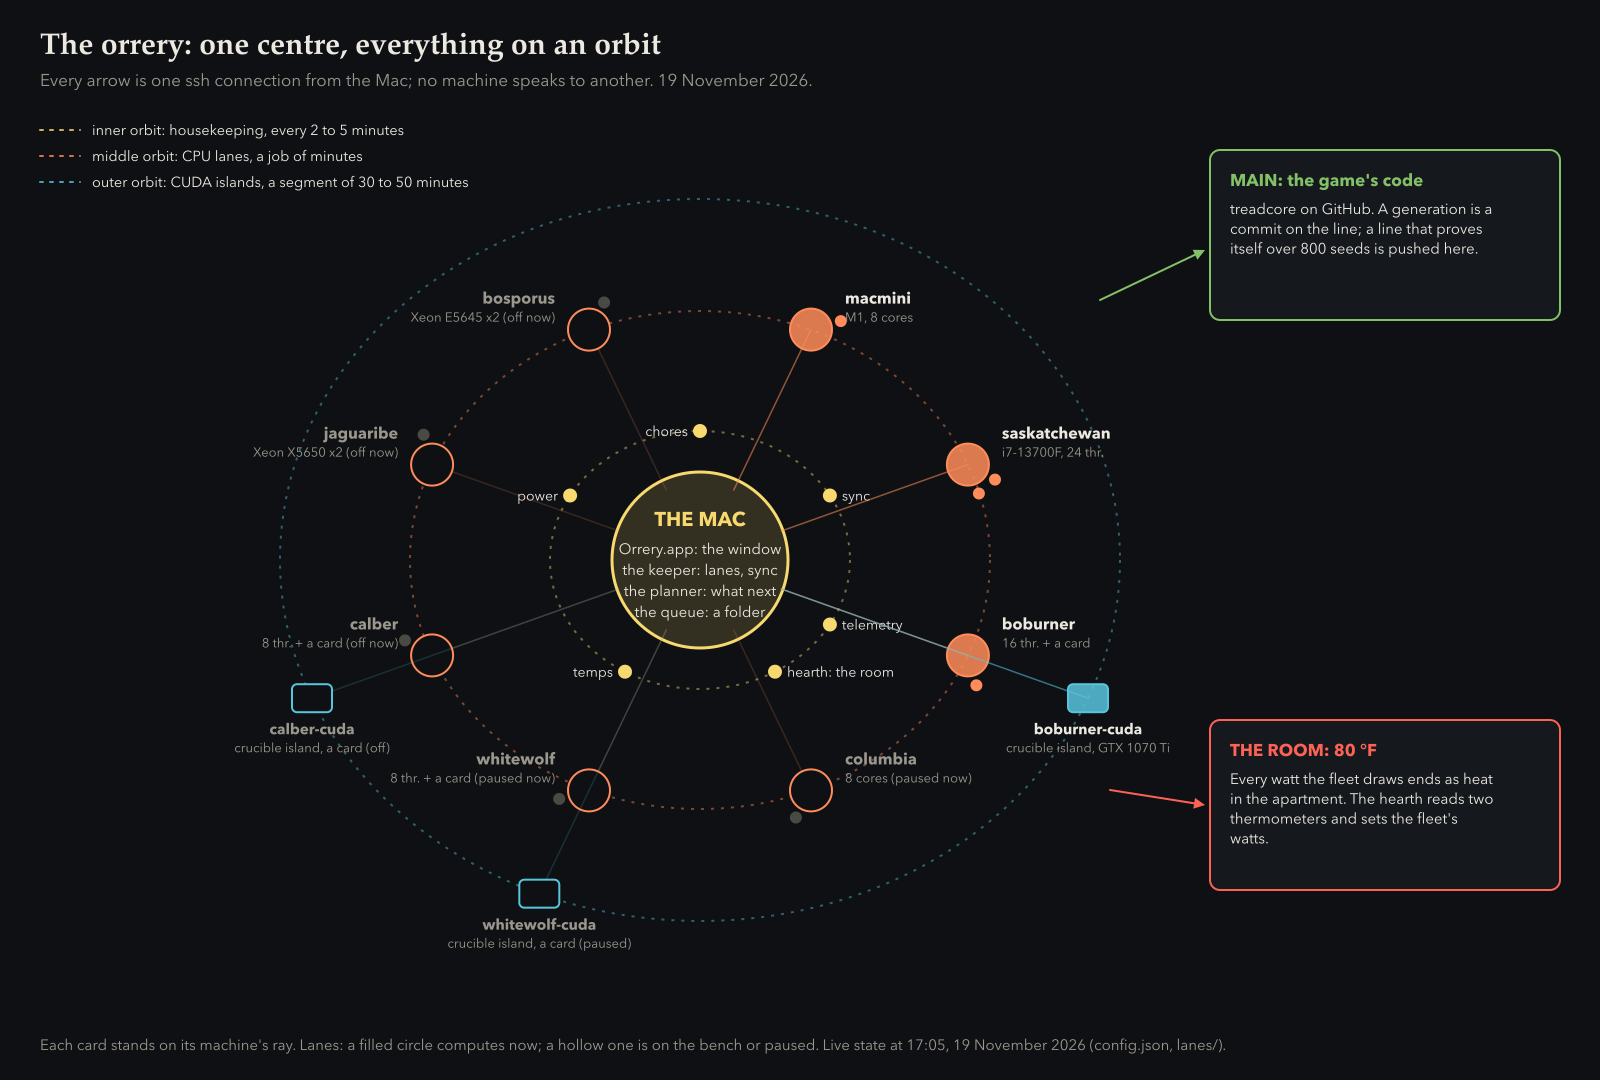 The orrery: one centre, everything on an orbit
Every arrow is one ssh connection from the Mac; no machine speaks to another. 19 November 2026.
inner orbit: housekeeping, every 2 to 5 minutes
middle orbit: CPU lanes, a job of minutes
outer orbit: CUDA islands, a segment of 30 to 50 minutes
MAIN: the game's code
treadcore on GitHub. A generation is a
commit on the line; a line that proves
itself over 800 seeds is pushed here.
bosporus
Xeon E5645 x2 (off now)
macmini
M1, 8 cores
jaguaribe
Xeon X5650 x2 (off now)
chores
saskatchewan
i7-13700F, 24 thr.
power
sync
THE MAC
Orrery.app: the window
the keeper: lanes, sync
the planner: what next
the queue: a folder
calber
8 thr. + a card (off now)
telemetry
boburner
16 thr. + a card
temps
hearth: the room
calber-cuda
crucible island, a card (off)
boburner-cuda
crucible island, GTX 1070 Ti
whitewolf
8 thr. + a card (paused now)
columbia
8 cores (paused now)
THE ROOM: 80 °F
Every watt the fleet draws ends as heat
in the apartment. The hearth reads two
thermometers and sets the fleet's
watts.
whitewolf-cuda
crucible island, a card (paused)
Each card stands on its machine's ray. Lanes: a filled circle computes now; a hollow one is on the bench or paused. Live state at 17:05, 19 November 2026 (config.json, lanes/).